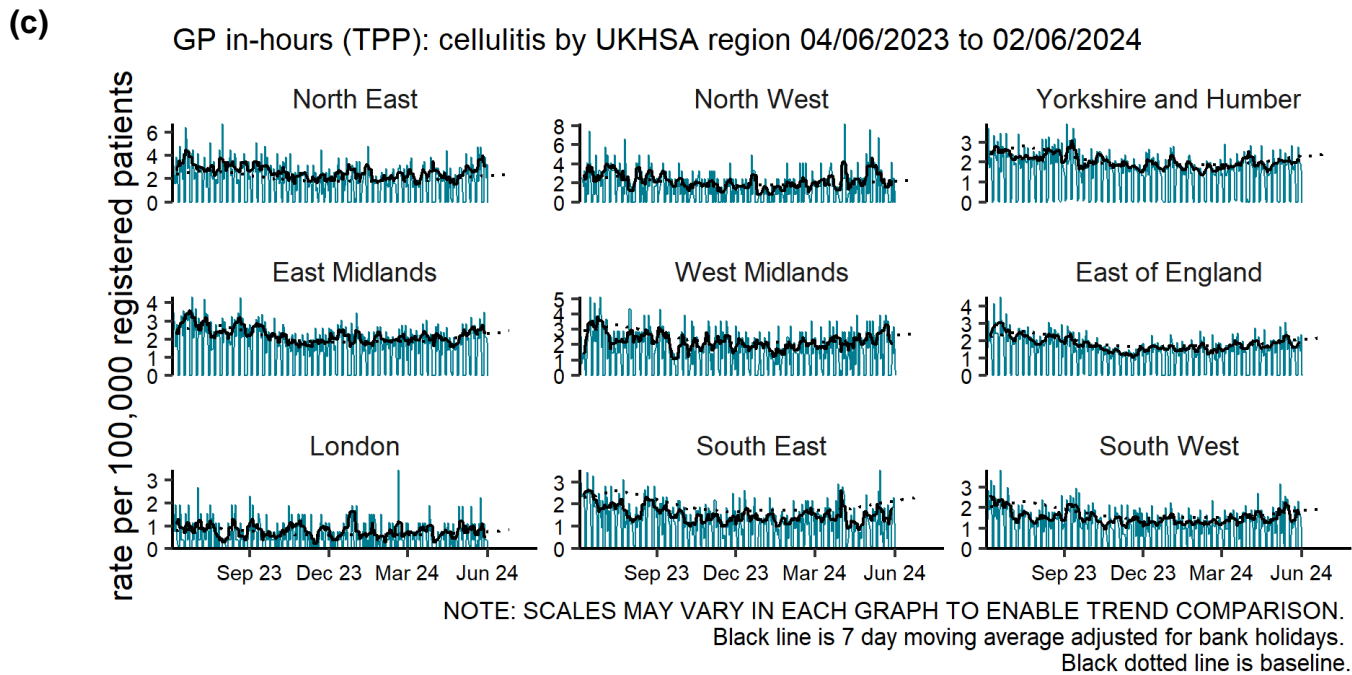 (c)
GP in-hours (TPP): cellulitis by UKHSA region 04/06/2023 to 02/06/2024
rate per 100,000 registered patients
North East
6
4
2
0
North West
8
6
4
2
0
Yorkshire and Humber
3
2
1
0
East Midlands
4
3
2
1
0
West Midlands
5
4
3
2
1
0
East of England
4
3
2
1
0
London
3
2
1
0
Sep 23 Dec 23 Mar 24 Jun 24
South East
3
2
1
0
Sep 23 Dec 23 Mar 24 Jun 24
South West
3
2
1
0
Sep 23 Dec 23 Mar 24 Jun 24
NOTE: SCALES MAY VARY IN EACH GRAPH TO ENABLE TREND COMPARISON.
Black line is 7 day moving average adjusted for bank holidays.
Black dotted line is baseline.